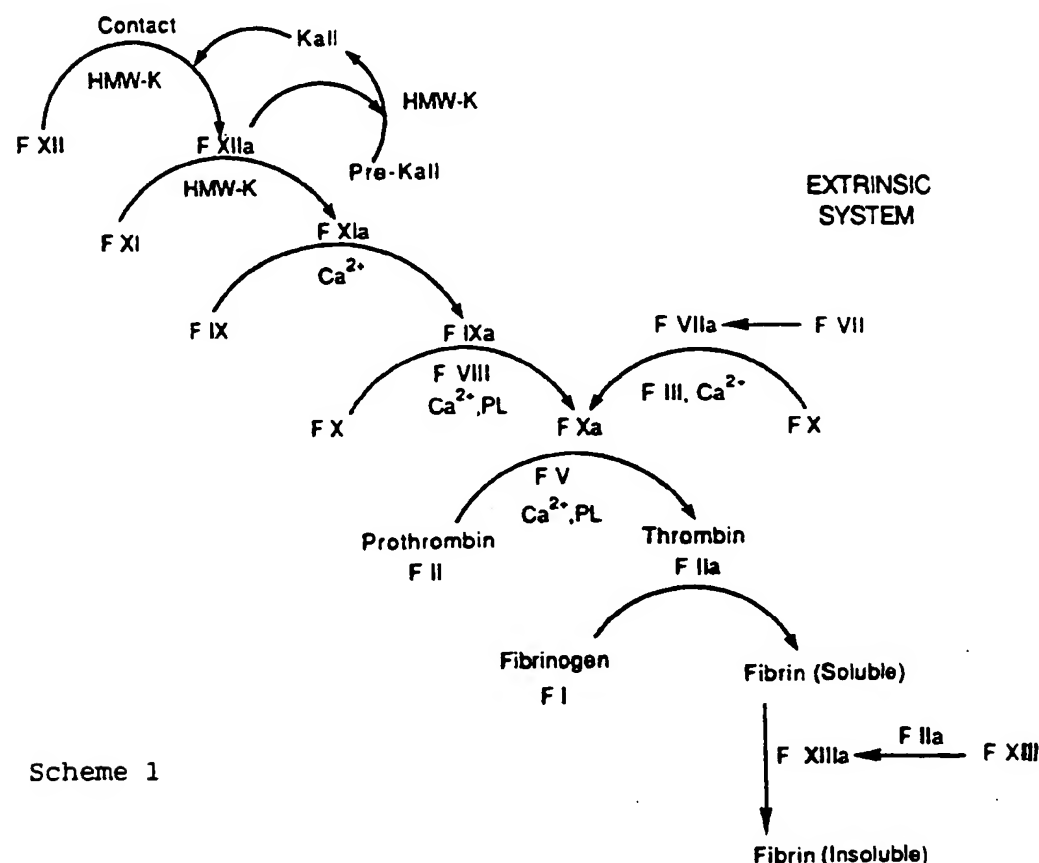 Contact
Kall
HMW-K
HMW-K
F XII
F XIIa
Pre-Kall
HMW-K
EXTRINSIC
SYSTEM
F XI
F XIa
Ca2+
F IX
F IXa
F VIIa
F VII
F VIII
Ca2+,PL
F III, Ca2+
F X
F Xa
F X
F V
Ca2+,PL
Prothrombin
F II
Thrombin
F IIa
Fibrinogen
F I
Fibrin (Soluble)
F XIIIa
F IIa
F XIII
Scheme 1
Fibrin (Insoluble)